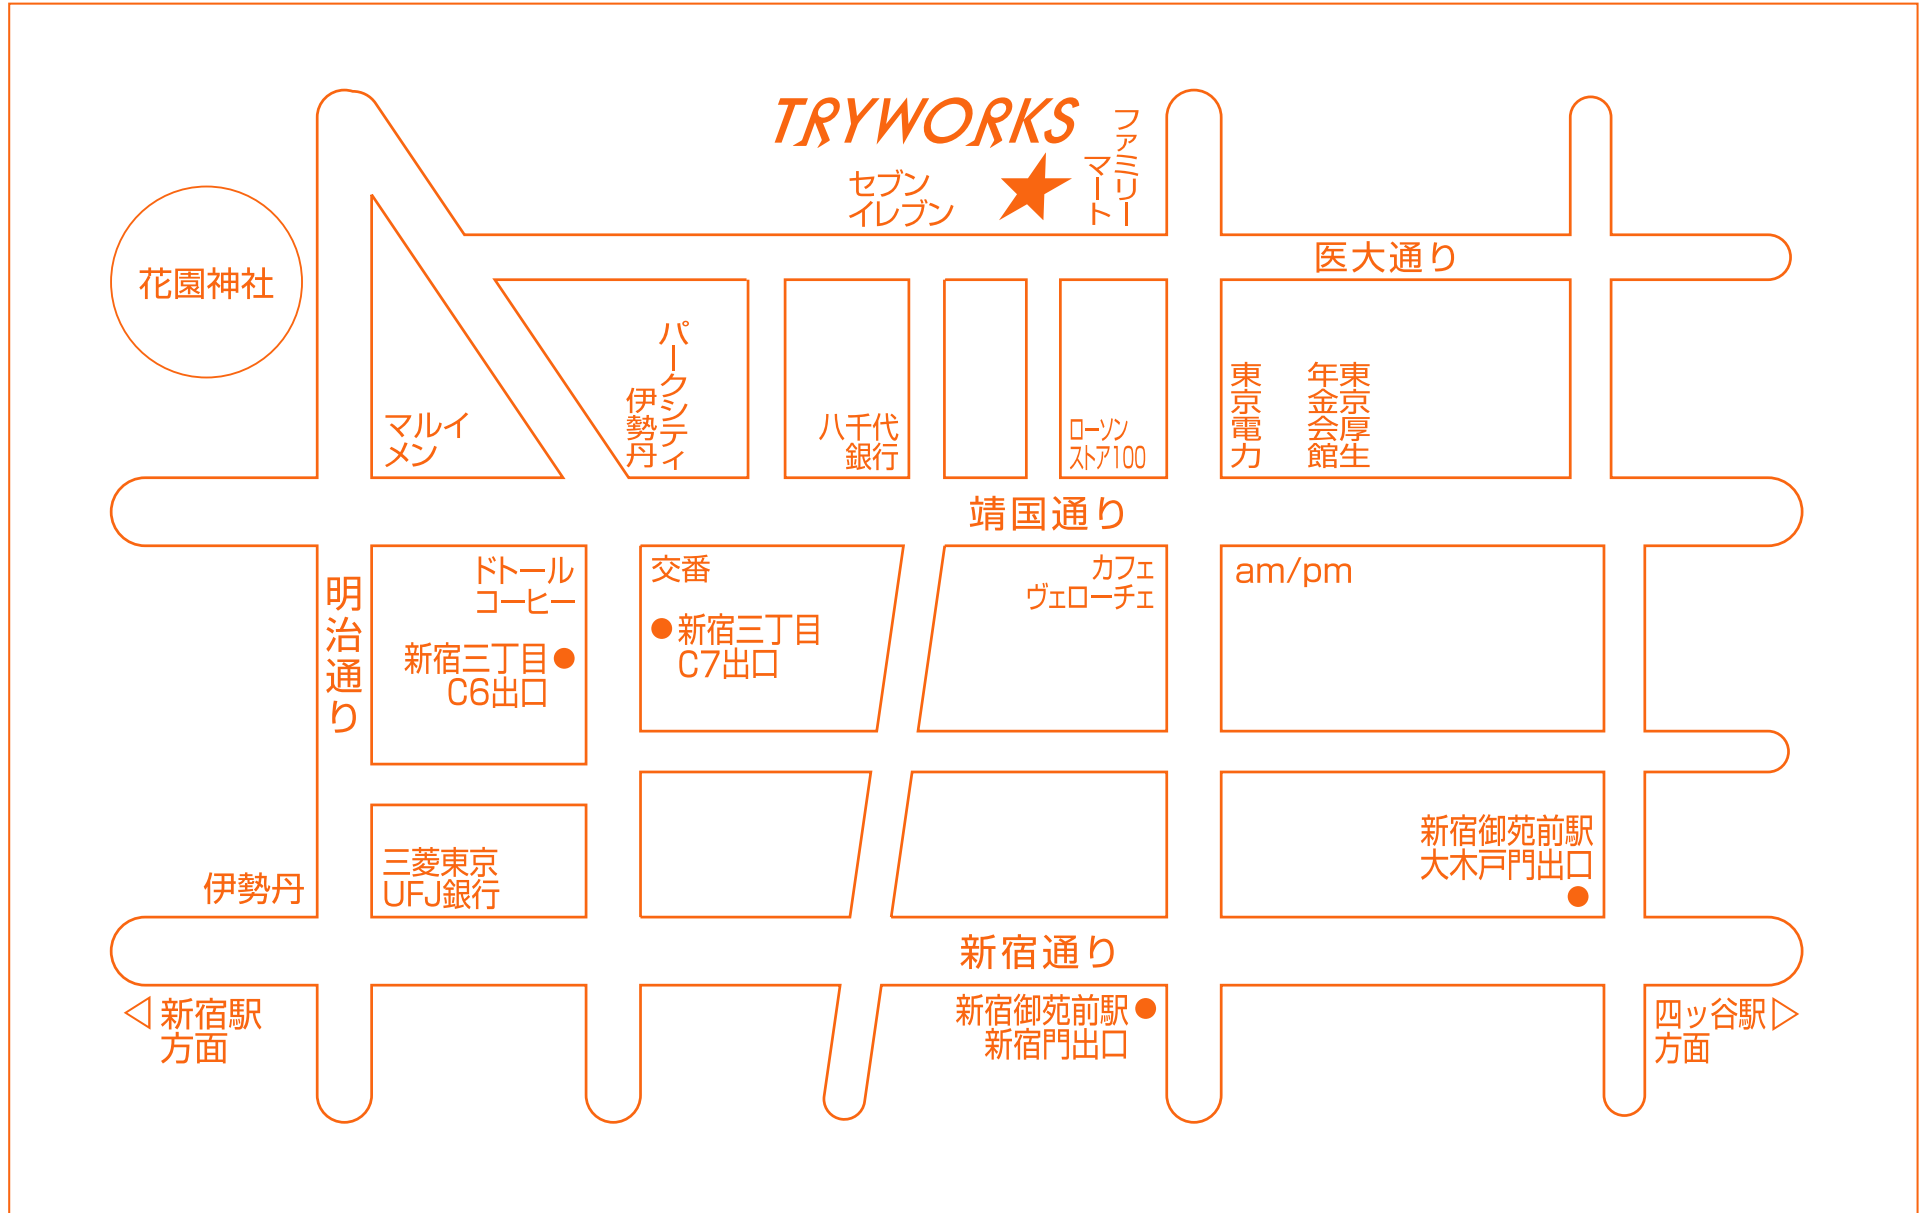 TRYWORKS
ファミリー
マート
セブン
イレブン
医大通り
花園神社
パークシティ
伊勢丹
マルイ
メン
八千代
銀行
ローソン
ストア100
東京電力
東京厚生
年金会館
靖国通り
明治通り
ドトール
コーヒー
新宿三丁目
C6出口
交番
新宿三丁目
C7出口
カフェ
ヴェローチェ
am/pm
三菱東京
UFJ銀行
伊勢丹
新宿御苑前駅
大木戸門出口
新宿通り
新宿駅
方面
新宿御苑前駅
新宿門出口
四ッ谷駅
方面